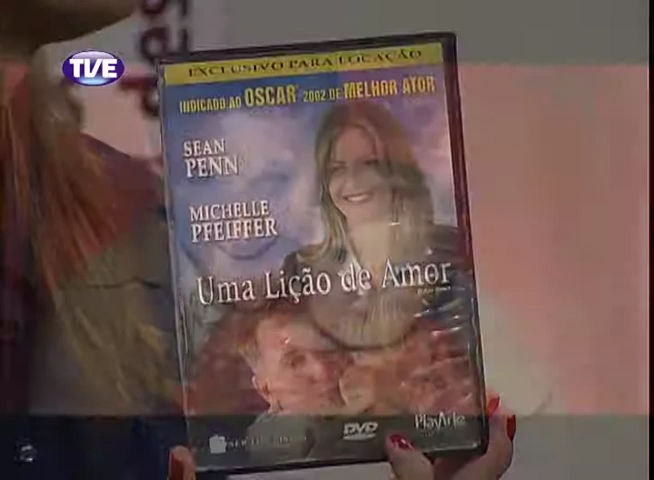 TVE
des
EXCLUSIVO PARA LOCAÇÃO
INDICADO AO OSCAR 2002 DE MELHOR ATOR
SEAN
PENN
MICHELLE
PFEIFFER
Uma Lição de Amor
DVD
PlayArte